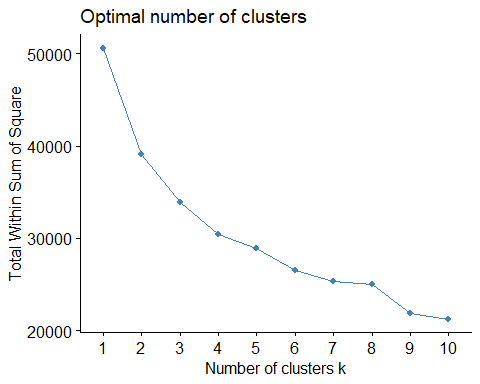 Optimal number of clusters
Total Within Sum of Square
50000
40000
30000
20000
1 2 3 4 5 6 7 8 9 10
Number of clusters k